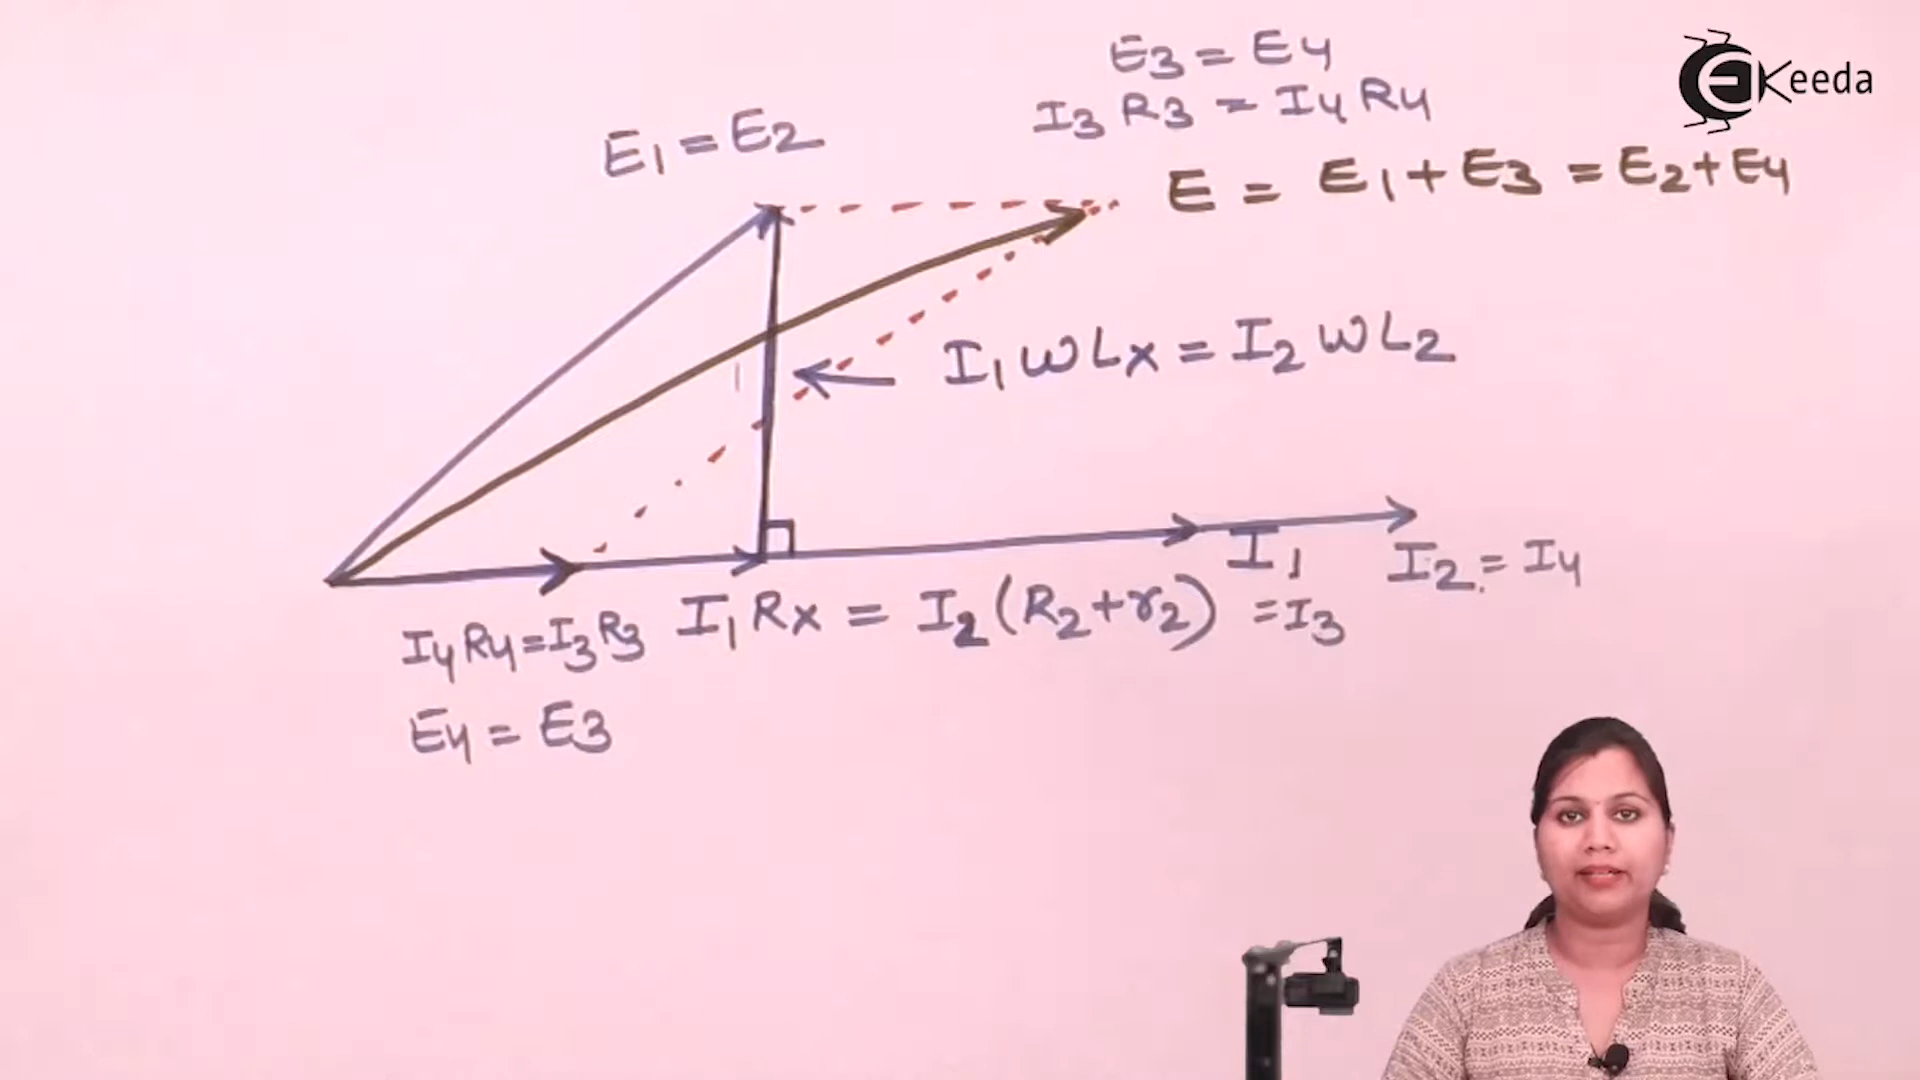 E3 = E4
I3 R3 = I4 R4
EKeeda
E1 = E2
E = E1 + E3 = E2 + E4
I1 ω Lx = I2 ω L2
I1
= I3
I2 = I4
I4 R4 = I3 R3
I1 Rx = I2 (R2 + r2)
E4 = E3